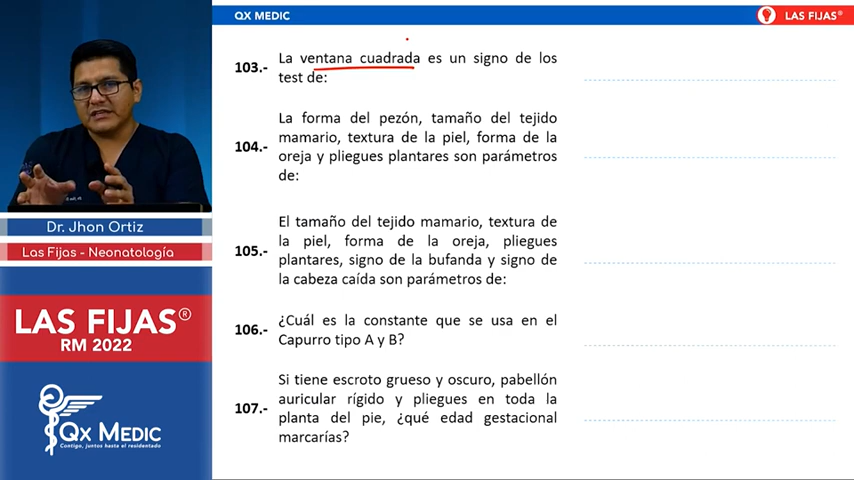 QX MEDIC
LAS FIJAS®
103.- La ventana cuadrada es un signo de los
test de:
104.- La forma del pezón, tamaño del tejido
mamario, textura de la piel, forma de la
oreja y pliegues plantares son parámetros
de:
105.- El tamaño del tejido mamario, textura de
la piel, forma de la oreja, pliegues
plantares, signo de la bufanda y signo de
la cabeza caída son parámetros de:
106.- ¿Cuál es la constante que se usa en el
Capurro tipo A y B?
107.- Si tiene escroto grueso y oscuro, pabellón
auricular rígido y pliegues en toda la
planta del pie, ¿qué edad gestacional
marcarías?
Dr. Jhon Ortiz
Las Fijas - Neonatología
LAS FIJAS®
RM 2022
QX MEDIC
Contigo, juntos hasta el residentado